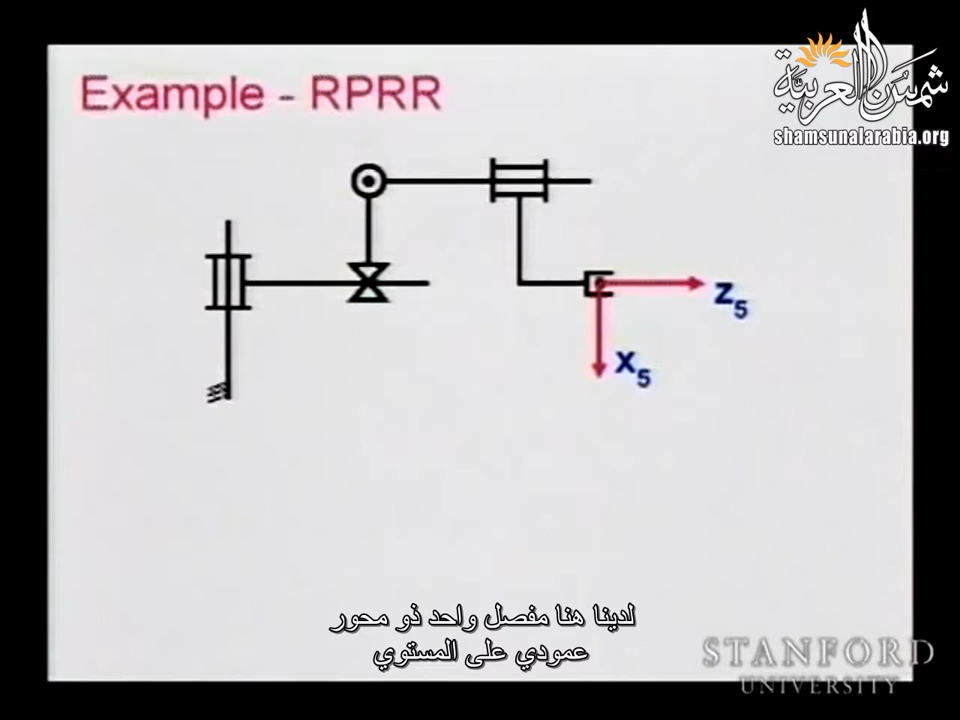 شمس العربية
shamsunalarabia.org
Example - RPRR
z5
x5
لدينا هنا مفصل واحد ذو محور
عمودي على المستوي
STANFORD
UNIVERSITY